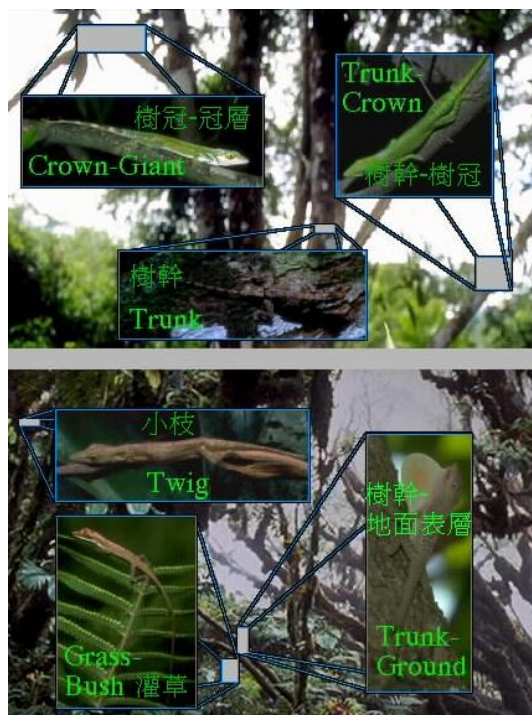 樹冠-冠層
Crown-Giant
Trunk-
Crown
樹幹-樹冠
樹幹
Trunk
小枝
Twig
樹幹-
地面表層
Trunk-
Ground
Grass-
Bush 灌草